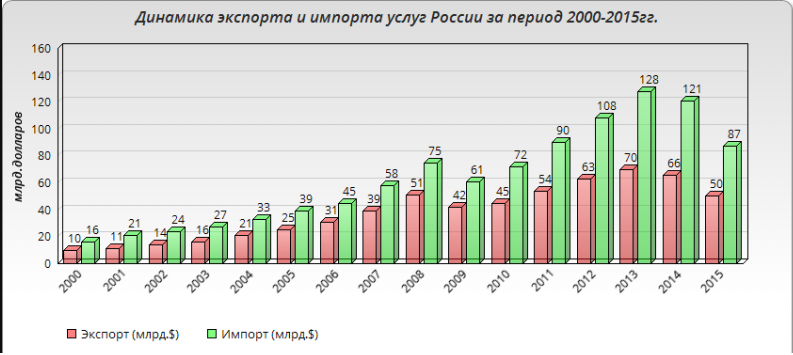 Динамика экспорта и импорта услуг России за период 2000-2015гг.
млрд.долларов
160
140
120
100
80
60
40
20
0
10 16 11 21 14 24 16 27 21 33 25 39 31 45 39 58 51 75 42 61 45 72 54 90 63 108 70 128 66 121 50 87
2000 2001 2002 2003 2004 2005 2006 2007 2008 2009 2010 2011 2012 2013 2014 2015
Экспорт (млрд.$) Импорт (млрд.$)